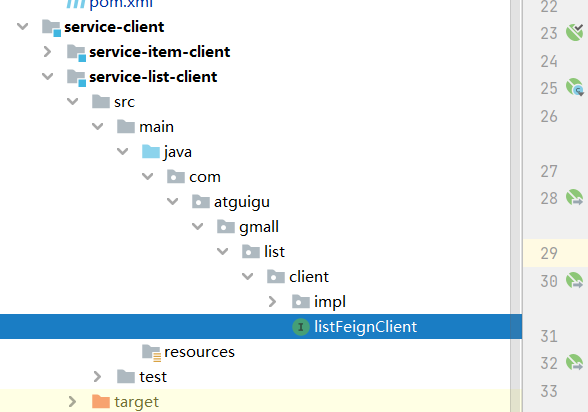 pom.xml
service-client
service-item-client
service-list-client
src
main
java
com
atguigu
gmall
list
client
impl
I listFeignClient
resources
test
target
22
23
24
25
26
27
28
29
30
31
32
33